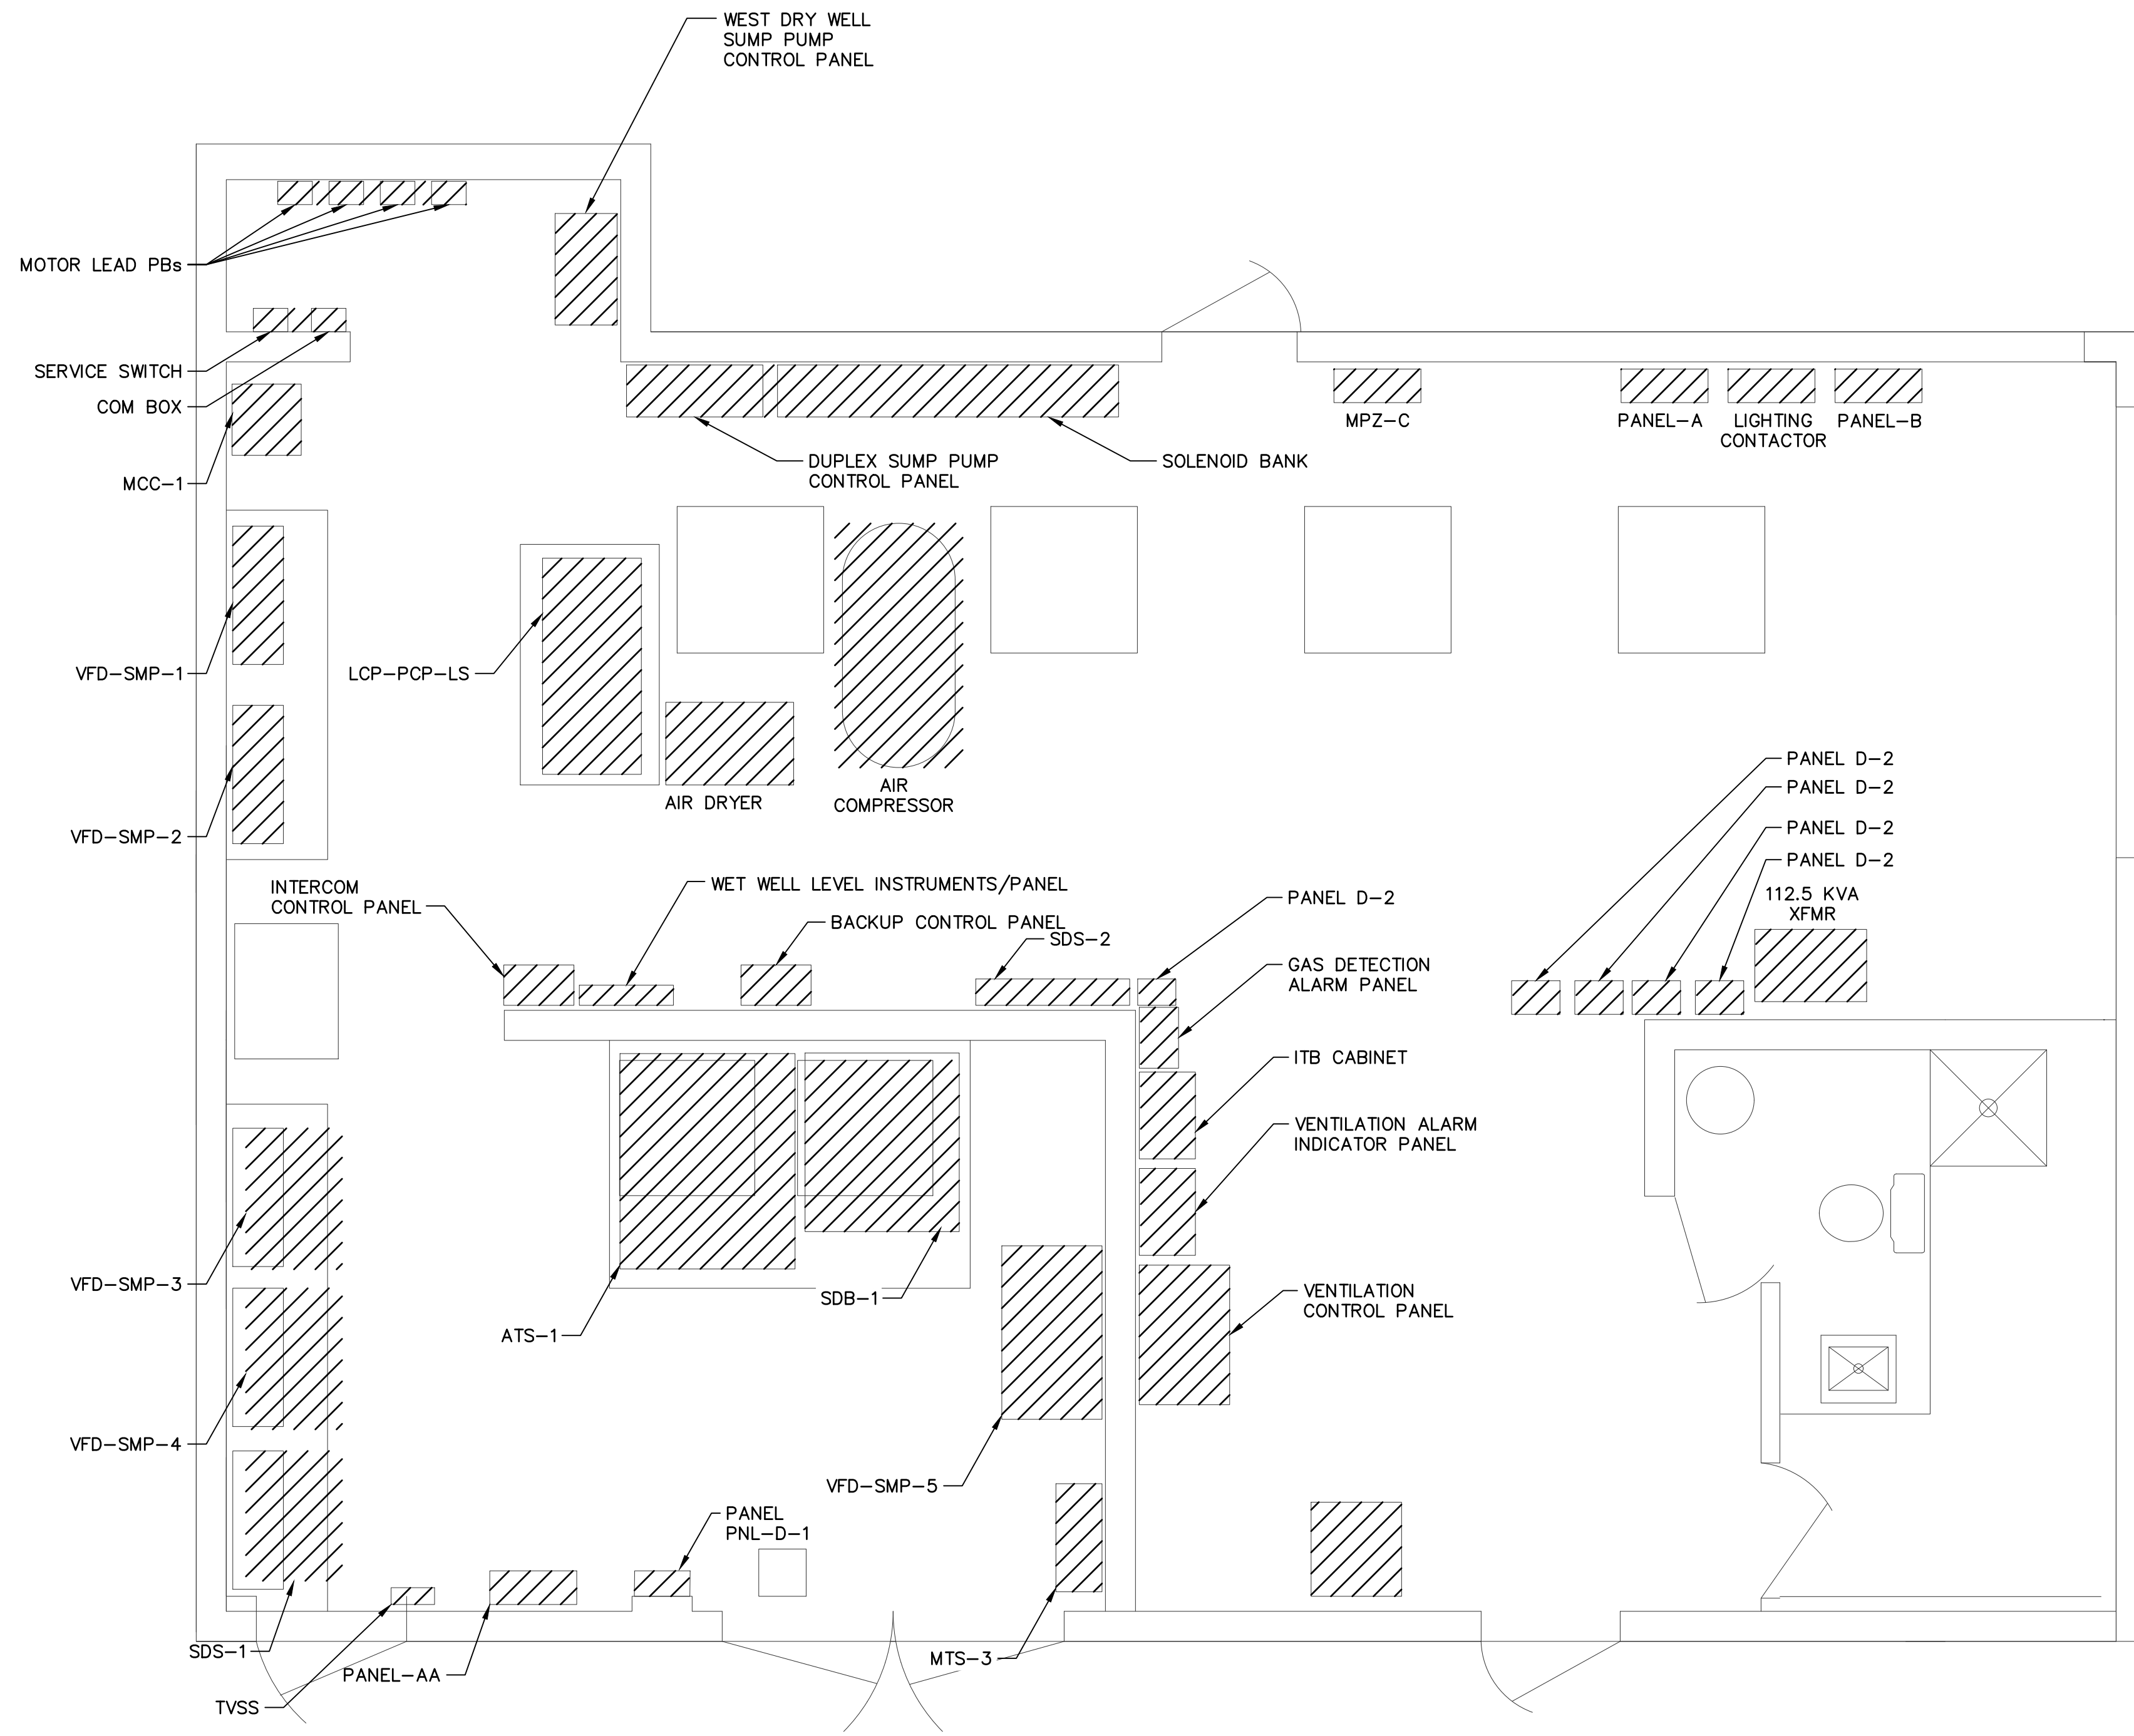 WEST DRY WELL
SUMP PUMP
CONTROL PANEL
MOTOR LEAD PBs
SERVICE SWITCH
COM BOX
MPZ-C
PANEL-A
LIGHTING
CONTACTOR
PANEL-B
DUPLEX SUMP PUMP
CONTROL PANEL
SOLENOID BANK
MCC-1
VFD-SMP-1
LCP-PCP-LS
AIR DRYER
AIR
COMPRESSOR
VFD-SMP-2
PANEL D-2
PANEL D-2
PANEL D-2
PANEL D-2
112.5 KVA
XFMR
INTERCOM
CONTROL PANEL
WET WELL LEVEL INSTRUMENTS/PANEL
BACKUP CONTROL PANEL
SDS-2
PANEL D-2
GAS DETECTION
ALARM PANEL
ITB CABINET
VENTILATION ALARM
INDICATOR PANEL
VFD-SMP-3
SDB-1
VENTILATION
CONTROL PANEL
ATS-1
VFD-SMP-4
VFD-SMP-5
PANEL
PNL-D-1
SDS-1
MTS-3
PANEL-AA
TVSS